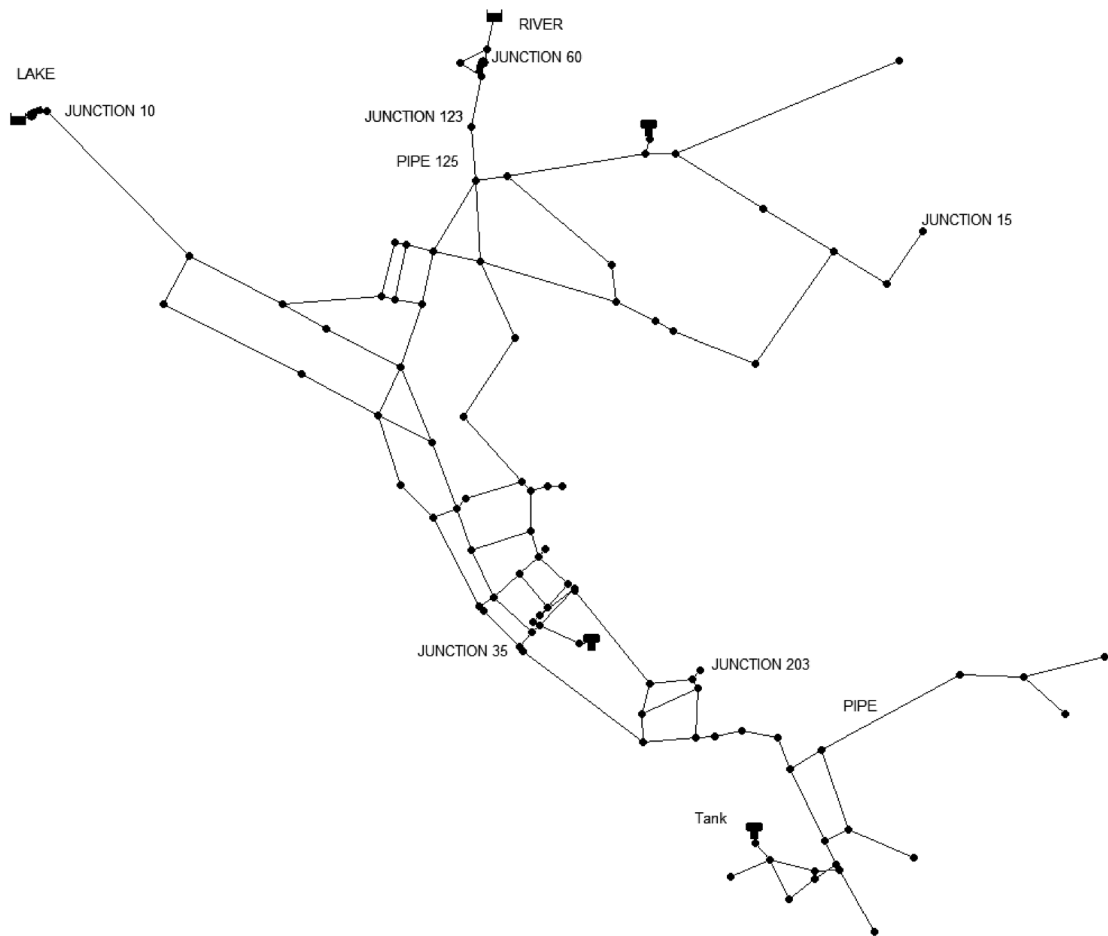 RIVER
JUNCTION 60
LAKE
JUNCTION 10
JUNCTION 123
PIPE 125
JUNCTION 15
JUNCTION 35
JUNCTION 203
PIPE
Tank